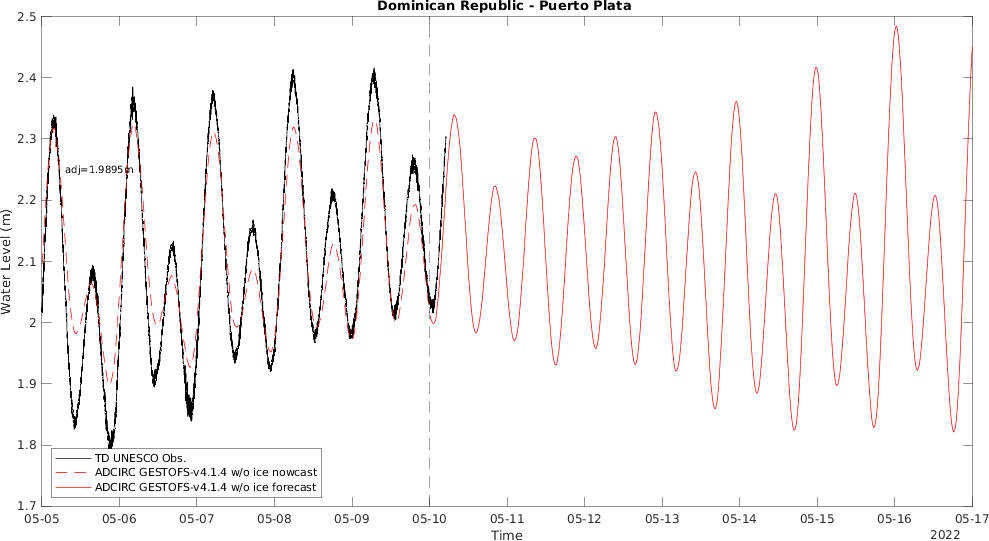 Dominican Republic - Puerto Plata
2.5
2.4
2.3
2.2
2.1
2
1.9
1.8
1.7
Water Level (m)
adj=1.9895m
TD UNESCO Obs.
ADCIRC GESTOFS-v4.1.4 w/o ice nowcast
ADCIRC GESTOFS-v4.1.4 w/o ice forecast
05-05 05-06 05-07 05-08 05-09 05-10 05-11 05-12 05-13 05-14 05-15 05-16 05-17
Time
2022